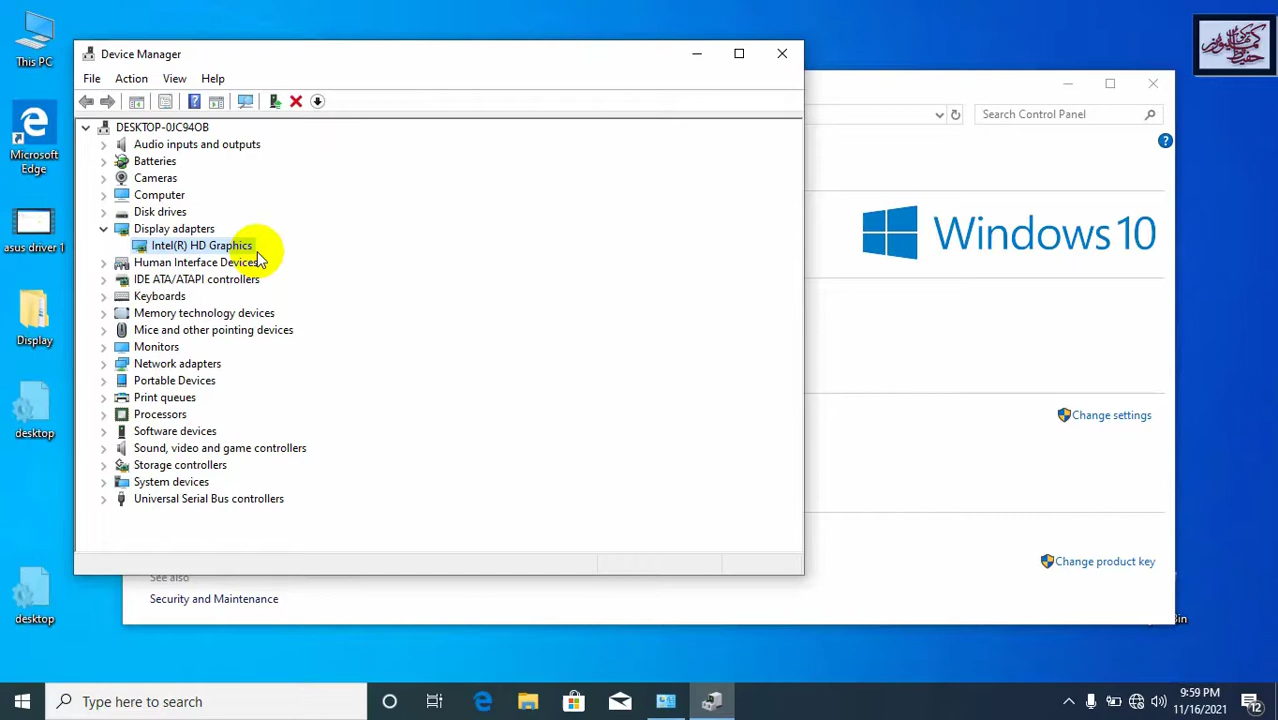 This PC
Microsoft
Edge
asus driver 1
Display
desktop
desktop
Device Manager
File Action View Help
DESKTOP-0JC94OB
Audio inputs and outputs
Batteries
Cameras
Computer
Disk drives
Display adapters
Intel(R) HD Graphics
Human Interface Devices
IDE ATA/ATAPI controllers
Keyboards
Memory technology devices
Mice and other pointing devices
Monitors
Network adapters
Portable Devices
Print queues
Processors
Software devices
Sound, video and game controllers
Storage controllers
System devices
Universal Serial Bus controllers
Search Control Panel
Windows 10
Change settings
Change product key
See also
Security and Maintenance
Bin
Type here to search
9:59 PM
11/16/2021
12